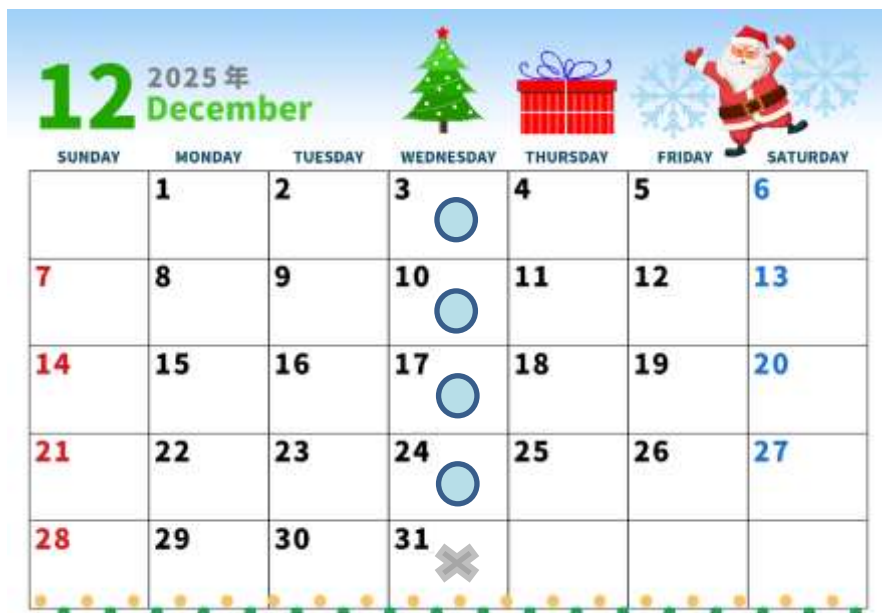 12 2025年
December
SUNDAY MONDAY TUESDAY WEDNESDAY THURSDAY FRIDAY SATURDAY
1 2 3 4 5 6
7 8 9 10 11 12 13
14 15 16 17 18 19 20
21 22 23 24 25 26 27
28 29 30 31